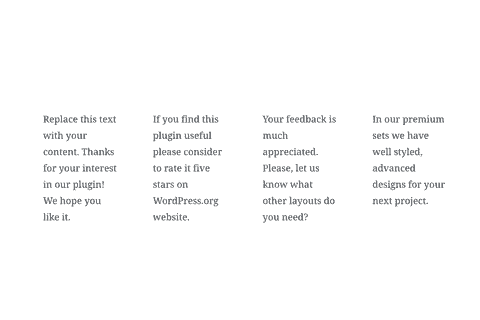 Replace this text
with your
content. Thanks
for your interest
in our plugin!
We hope you
like it.
If you find this
plugin useful
please consider
to rate it five
stars on
WordPress.org
website.
Your feedback is
much
appreciated.
Please, let us
know what
other layouts do
you need?
In our premium
sets we have
well styled,
advanced
designs for your
next project.